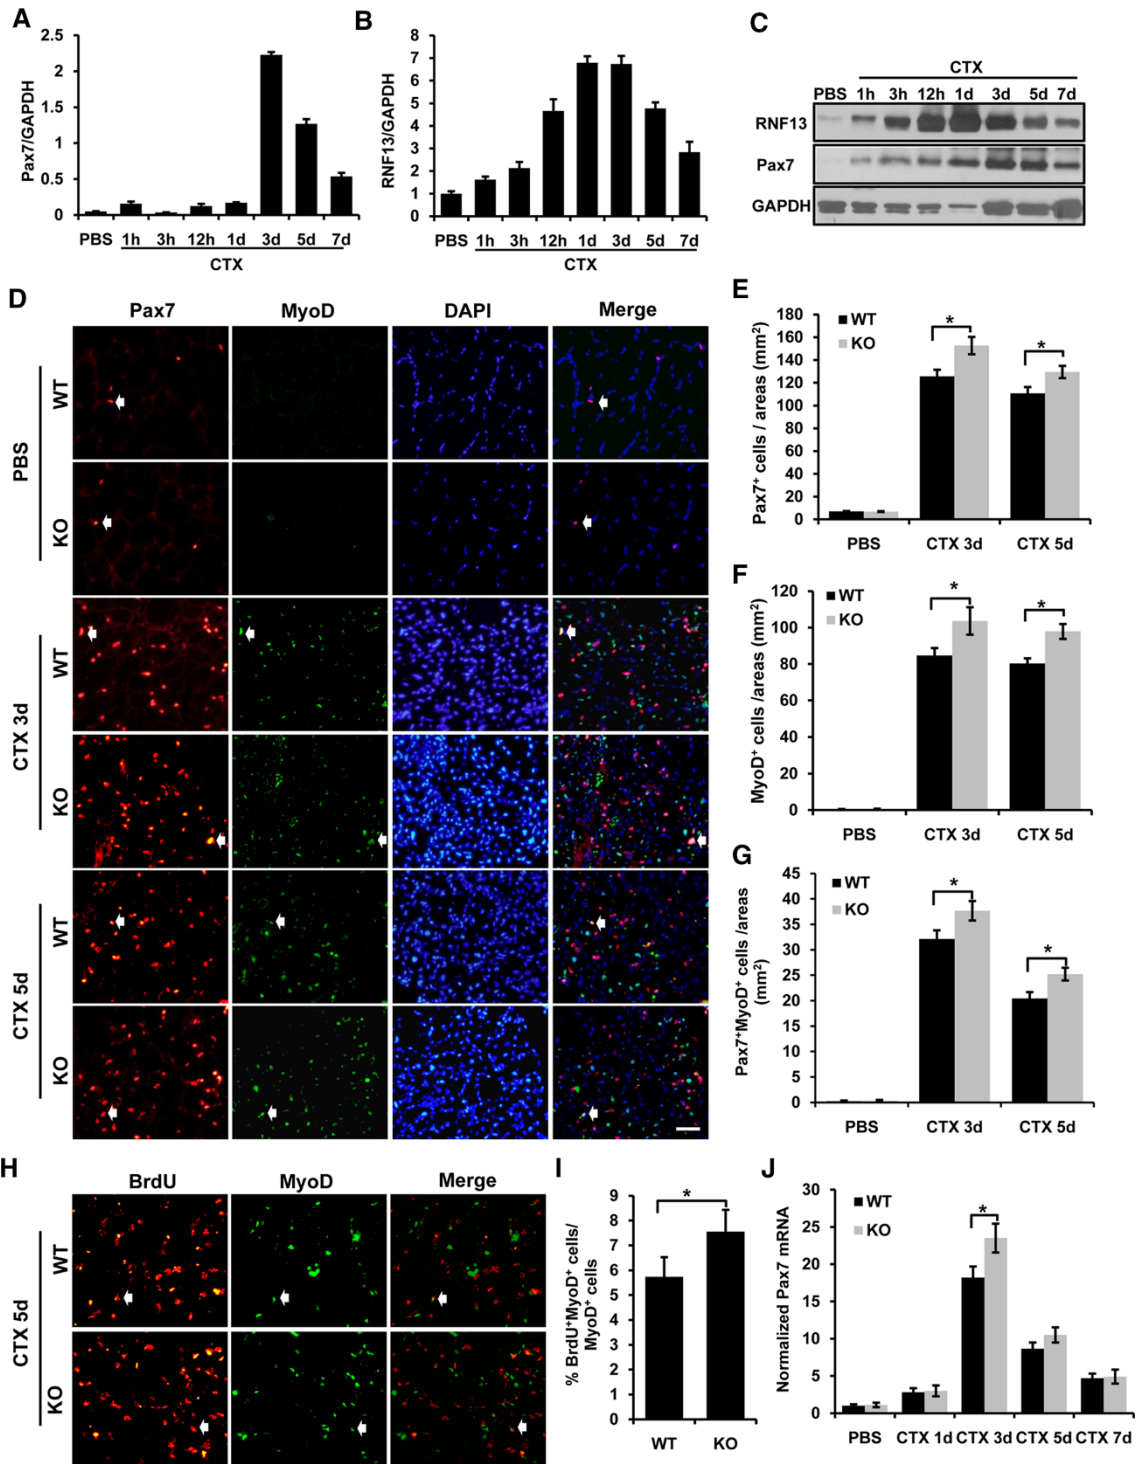 A
Pax7/GAPDH
2.5
2
1.5
1
0.5
0
PBS 1h 3h 12h 1d 3d 5d 7d
CTX
B
RNF13/GAPDH
8
7
6
5
4
3
2
1
0
PBS 1h 3h 12h 1d 3d 5d 7d
CTX
C
CTX
PBS 1h 3h 12h 1d 3d 5d 7d
RNF13
Pax7
GAPDH
D
Pax7 MyoD DAPI Merge
PBS
WT
KO
CTX 3d
WT
KO
CTX 5d
WT
KO
E
Pax7⁺ cells / areas (mm²)
180
160
140
120
100
80
60
40
20
0
WT
KO
*
*
PBS CTX 3d CTX 5d
F
MyoD⁺ cells /areas (mm²)
120
100
80
60
40
20
0
WT
KO
*
*
PBS CTX 3d CTX 5d
G
Pax7⁺MyoD⁺ cells /areas
(mm²)
45
40
35
30
25
20
15
10
5
0
WT
KO
*
*
PBS CTX 3d CTX 5d
H
BrdU MyoD Merge
CTX 5d
WT
KO
I
% BrdU⁺MyoD⁺ cells/
MyoD⁺ cells
9
8
7
6
5
4
3
2
1
0
*
WT KO
J
Normalized Pax7 mRNA
30
25
20
15
10
5
0
WT
KO
*
PBS CTX 1d CTX 3d CTX 5d CTX 7d